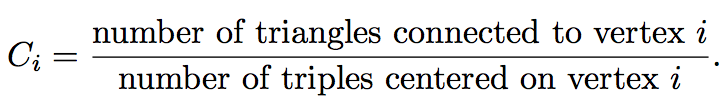 C_i = number of triangles connected to vertex i
number of triples centered on vertex i .